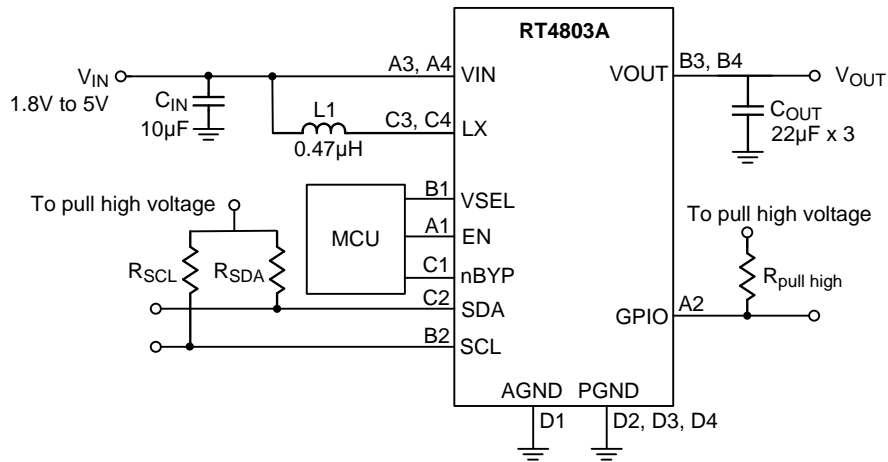 RT4803A
V_IN
1.8V to 5V
C_IN
10µF
A3, A4
VIN
L1
0.47µH
C3, C4
LX
VOUT
B3, B4
V_OUT
C_OUT
22µF x 3
To pull high voltage
R_SCL
R_SDA
MCU
B1
VSEL
A1
EN
C1
nBYP
C2
SDA
B2
SCL
To pull high voltage
R_pull high
GPIO
A2
AGND
PGND
D1
D2, D3, D4